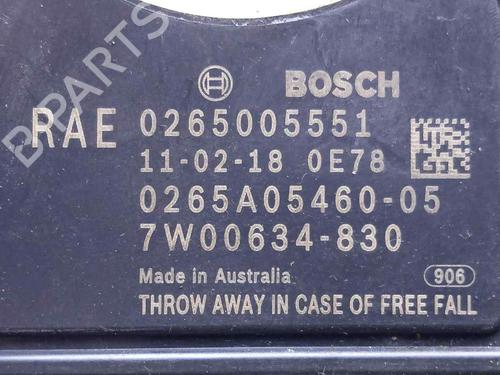 BOSCH
RAE 0265005551
11-02-18 0E78
0265A05460-05
7W00634-830
Made in Australia
906
THROW AWAY IN CASE OF FREE FALL
B-PARTS